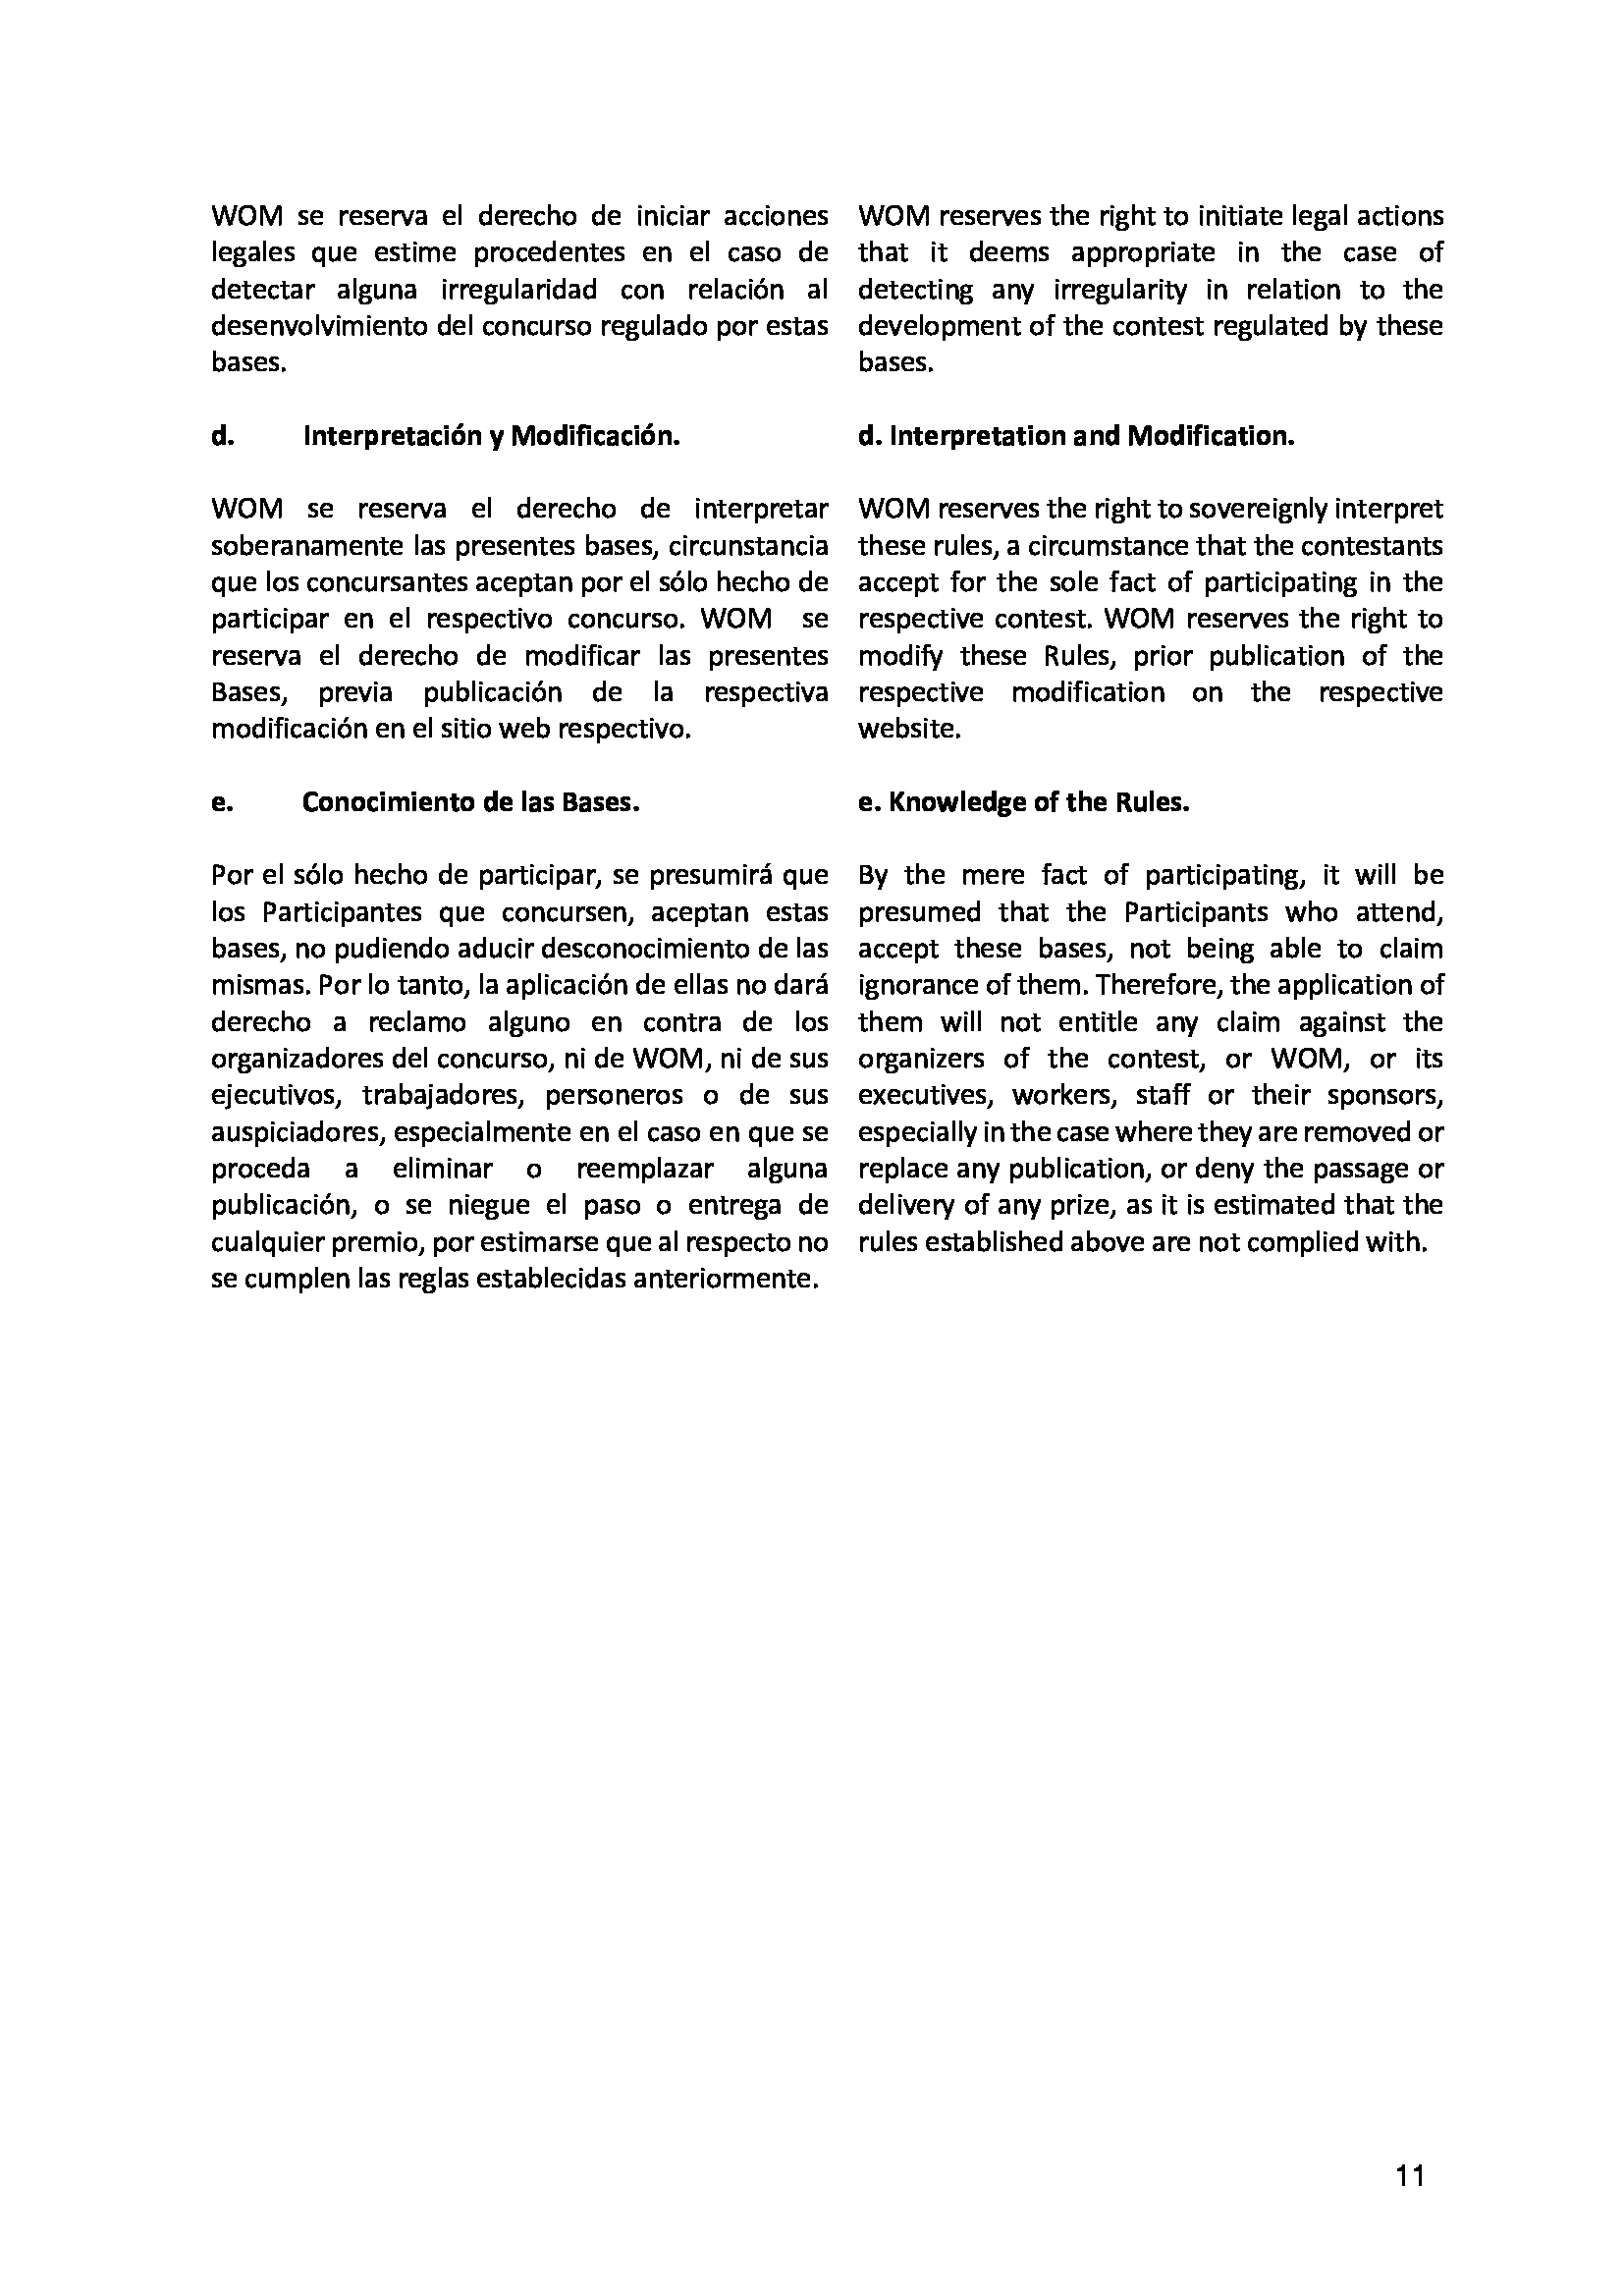 WOM se reserva el derecho de iniciar acciones
legales que estime procedentes en el caso de
detectar alguna irregularidad con relación al
desenvolvimiento del concurso regulado por estas
bases.
d. Interpretación y Modificación.
WOM se reserva el derecho de interpretar
soberanamente las presentes bases, circunstancia
que los concursantes aceptan por el sólo hecho de
participar en el respectivo concurso. WOM se
reserva el derecho de modificar las presentes
Bases, previa publicación de la respectiva
modificación en el sitio web respectivo.
e. Conocimiento de las Bases.
Por el sólo hecho de participar, se presumirá que
los Participantes que concursen, aceptan estas
bases, no pudiendo aducir desconocimiento de las
mismas. Por lo tanto, la aplicación de ellas no dará
derecho a reclamo alguno en contra de los
organizadores del concurso, ni de WOM, ni de sus
ejecutivos, trabajadores, personeros o de sus
auspiciadores, especialmente en el caso en que se
proceda a eliminar o reemplazar alguna
publicación, o se niegue el paso o entrega de
cualquier premio, por estimarse que al respecto no
se cumplen las reglas establecidas anteriormente.
WOM reserves the right to initiate legal actions
that it deems appropriate in the case of
detecting any irregularity in relation to the
development of the contest regulated by these
bases.
d. Interpretation and Modification.
WOM reserves the right to sovereignly interpret
these rules, a circumstance that the contestants
accept for the sole fact of participating in the
respective contest. WOM reserves the right to
modify these Rules, prior publication of the
respective modification on the respective
website.
e. Knowledge of the Rules.
By the mere fact of participating, it will be
presumed that the Participants who attend,
accept these bases, not being able to claim
ignorance of them. Therefore, the application of
them will not entitle any claim against the
organizers of the contest, or WOM, or its
executives, workers, staff or their sponsors,
especially in the case where they are removed or
replace any publication, or deny the passage or
delivery of any prize, as it is estimated that the
rules established above are not complied with.
11